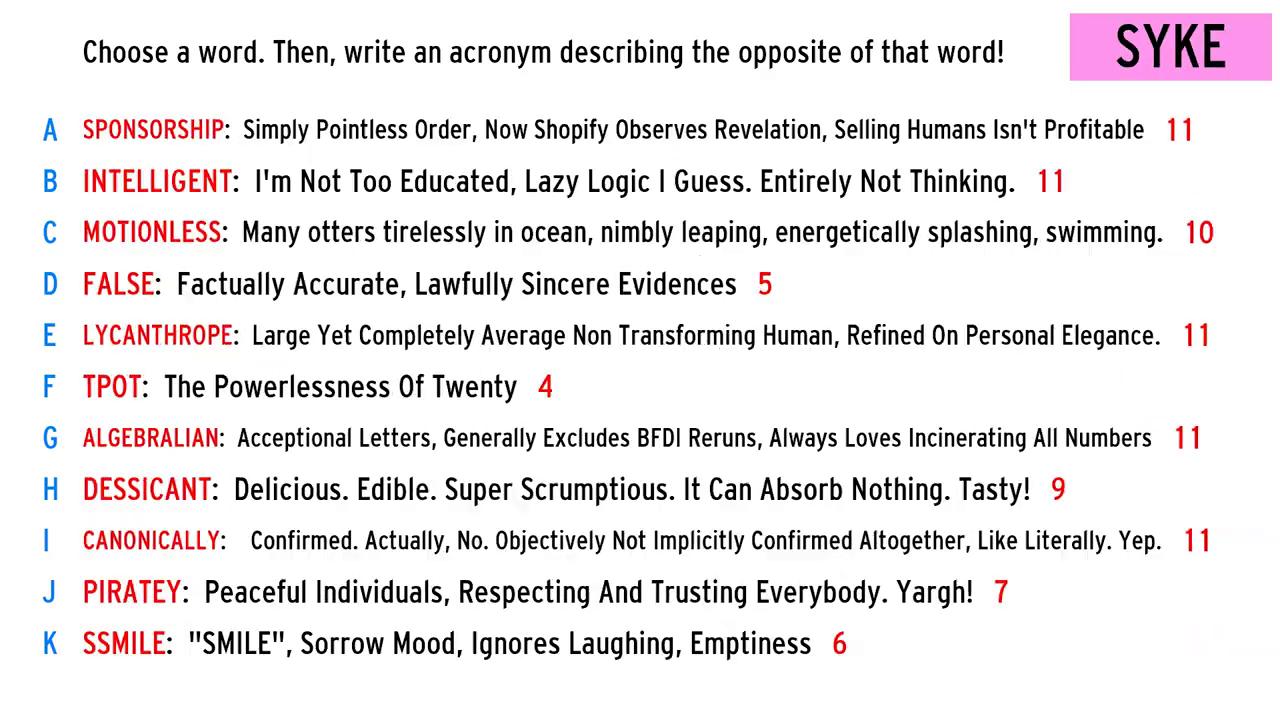 Choose a word. Then, write an acronym describing the opposite of that word!
SYKE
A SPONSORSHIP: Simply Pointless Order, Now Shopify Observes Revelation, Selling Humans Isn't Profitable 11
B INTELLIGENT: I'm Not Too Educated, Lazy Logic I Guess. Entirely Not Thinking. 11
C MOTIONLESS: Many otters tirelessly in ocean, nimbly leaping, energetically splashing, swimming. 10
D FALSE: Factually Accurate, Lawfully Sincere Evidences 5
E LYCANTHROPE: Large Yet Completely Average Non Transforming Human, Refined On Personal Elegance. 11
F TPOT: The Powerlessness Of Twenty 4
G ALGEBRALIAN: Acceptional Letters, Generally Excludes BFDI Reruns, Always Loves Incinerating All Numbers 11
H DESSICANT: Delicious. Edible. Super Scrumptious. It Can Absorb Nothing. Tasty! 9
I CANONICALLY: Confirmed. Actually, No. Objectively Not Implicitly Confirmed Altogether, Like Literally. Yep. 11
J PIRATEY: Peaceful Individuals, Respecting And Trusting Everybody. Yargh! 7
K SSMILE: "SMILE", Sorrow Mood, Ignores Laughing, Emptiness 6